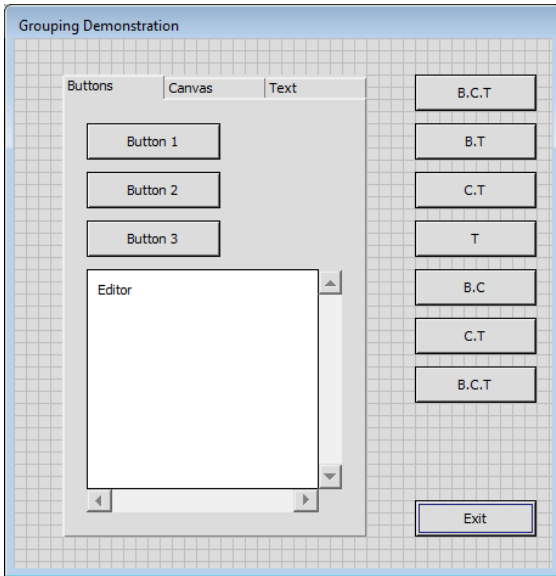 Grouping Demonstration
Buttons Canvas Text
Button 1
Button 2
Button 3
Editor
B.C.T
B.T
C.T
T
B.C
C.T
B.C.T
Exit